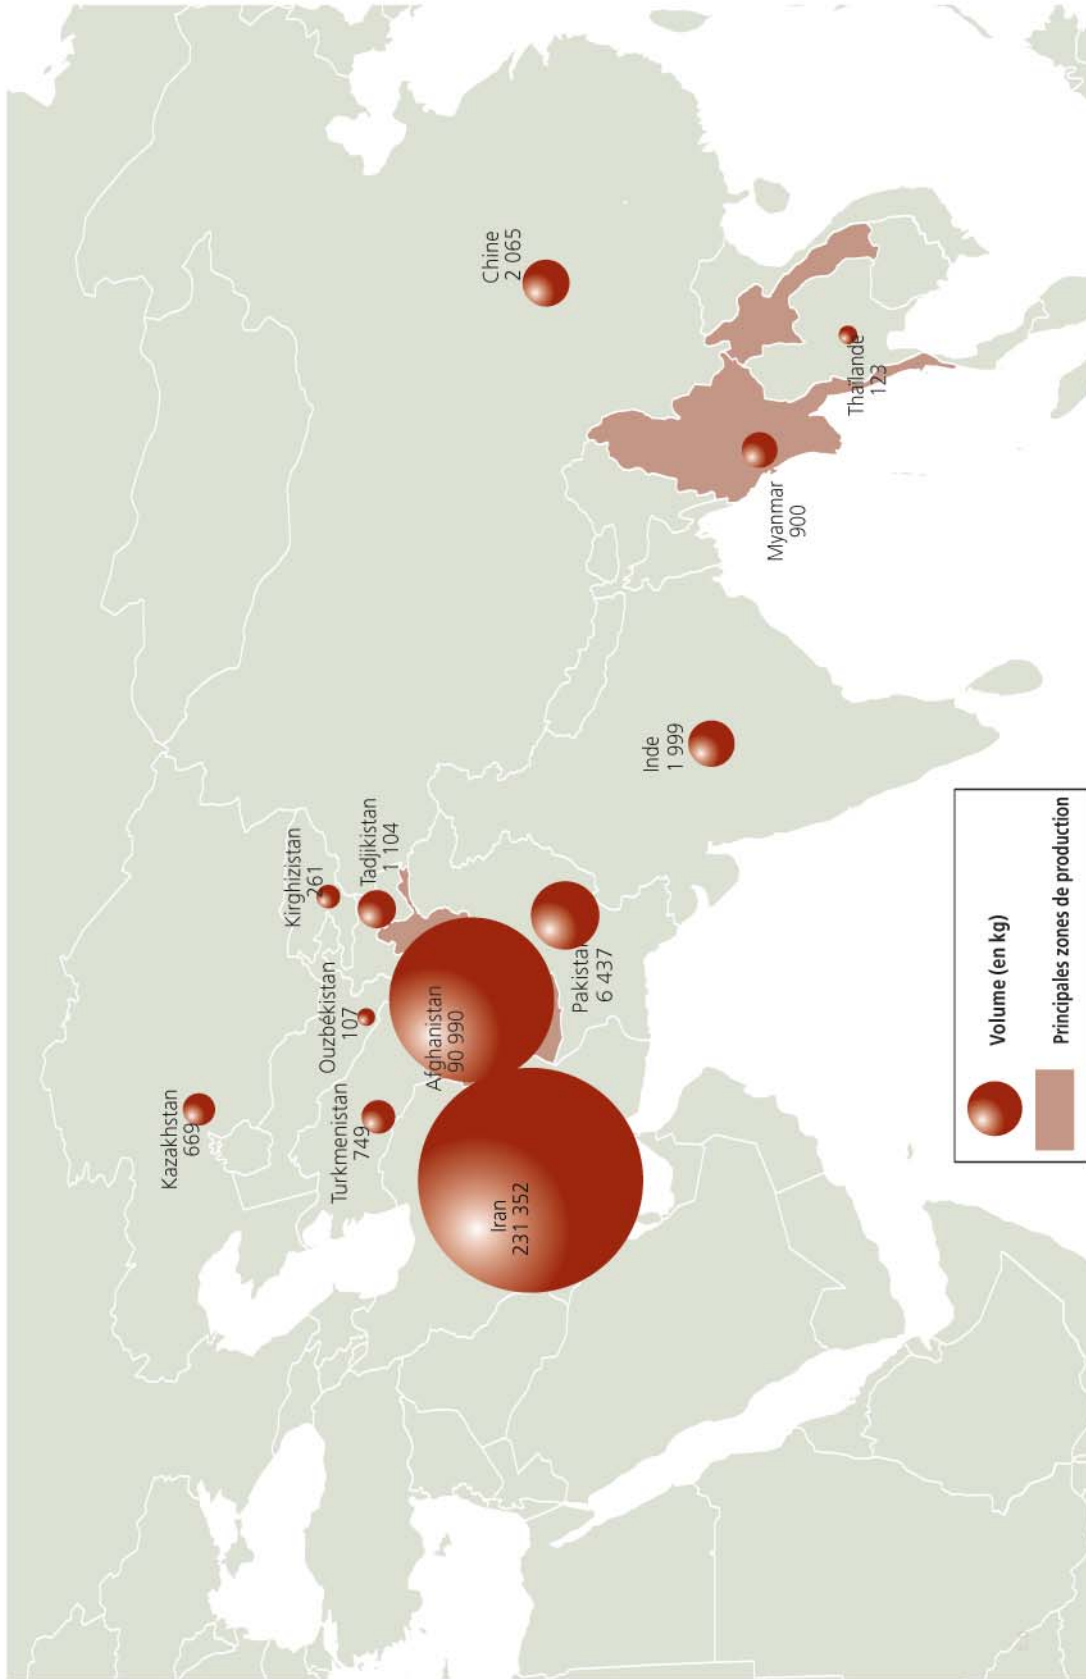 Kazakhstan
669
Turkmenistan
749
Ouzbékistan
107
Kirghizistan
261
Tadjikistan
1 104
Iran
231 352
Afghanistan
90 990
Pakistan
6 437
Inde
1 999
Chine
2 065
Myanmar
900
Thaïlande
123
Volume (en kg)
Principales zones de production